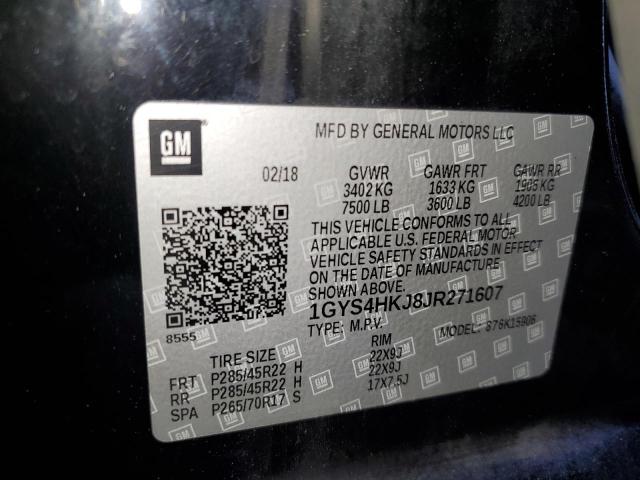 GM
MFD BY GENERAL MOTORS LLC
02/18 GVWR GAWR FRT GAWR RR
3402 KG 1633 KG 1905 KG
7500 LB 3600 LB 4200 LB
THIS VEHICLE CONFORMS TO ALL
APPLICABLE U.S. FEDERAL MOTOR
VEHICLE SAFETY STANDARDS IN EFFECT
ON THE DATE OF MANUFACTURE
SHOWN ABOVE.
1GYS4HKJ8JR271607
8555 TYPE: M.P.V. MODEL: 876K15906
TIRE SIZE RIM
FRT P285/45R22 H 22X9J
RR P285/45R22 H 22X9J
SPA P265/70R17 S 17X7.5J